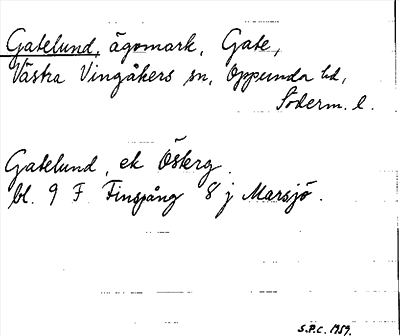 Gatelund, ägomark, Gate,
Västra Vingåkers sn, Oppunda hd,
Söderm. l.
Gatelund, ek Österg.
bl. 9 F Finspång 8 j Marsjö.
S.P.C. 1959.